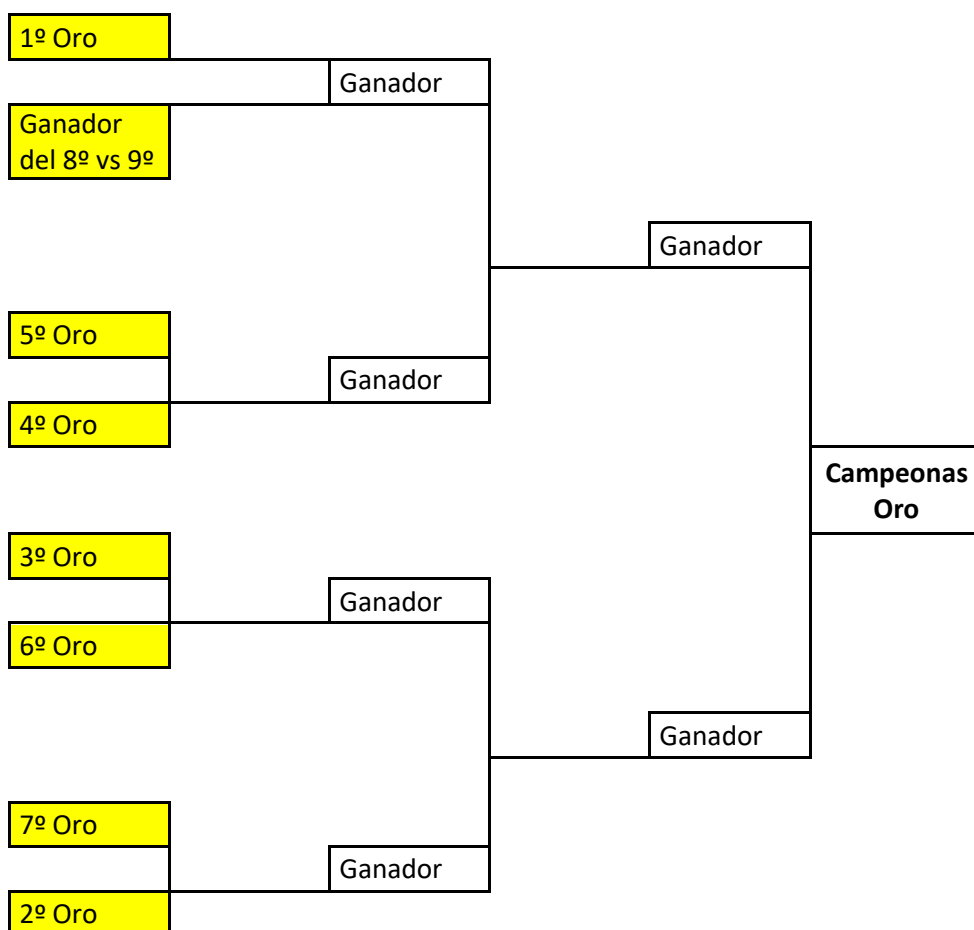 1º Oro
Ganador
Ganador
del 8º vs 9º
Ganador
5º Oro
Ganador
4º Oro
Campeonas
Oro
3º Oro
Ganador
6º Oro
Ganador
7º Oro
Ganador
2º Oro